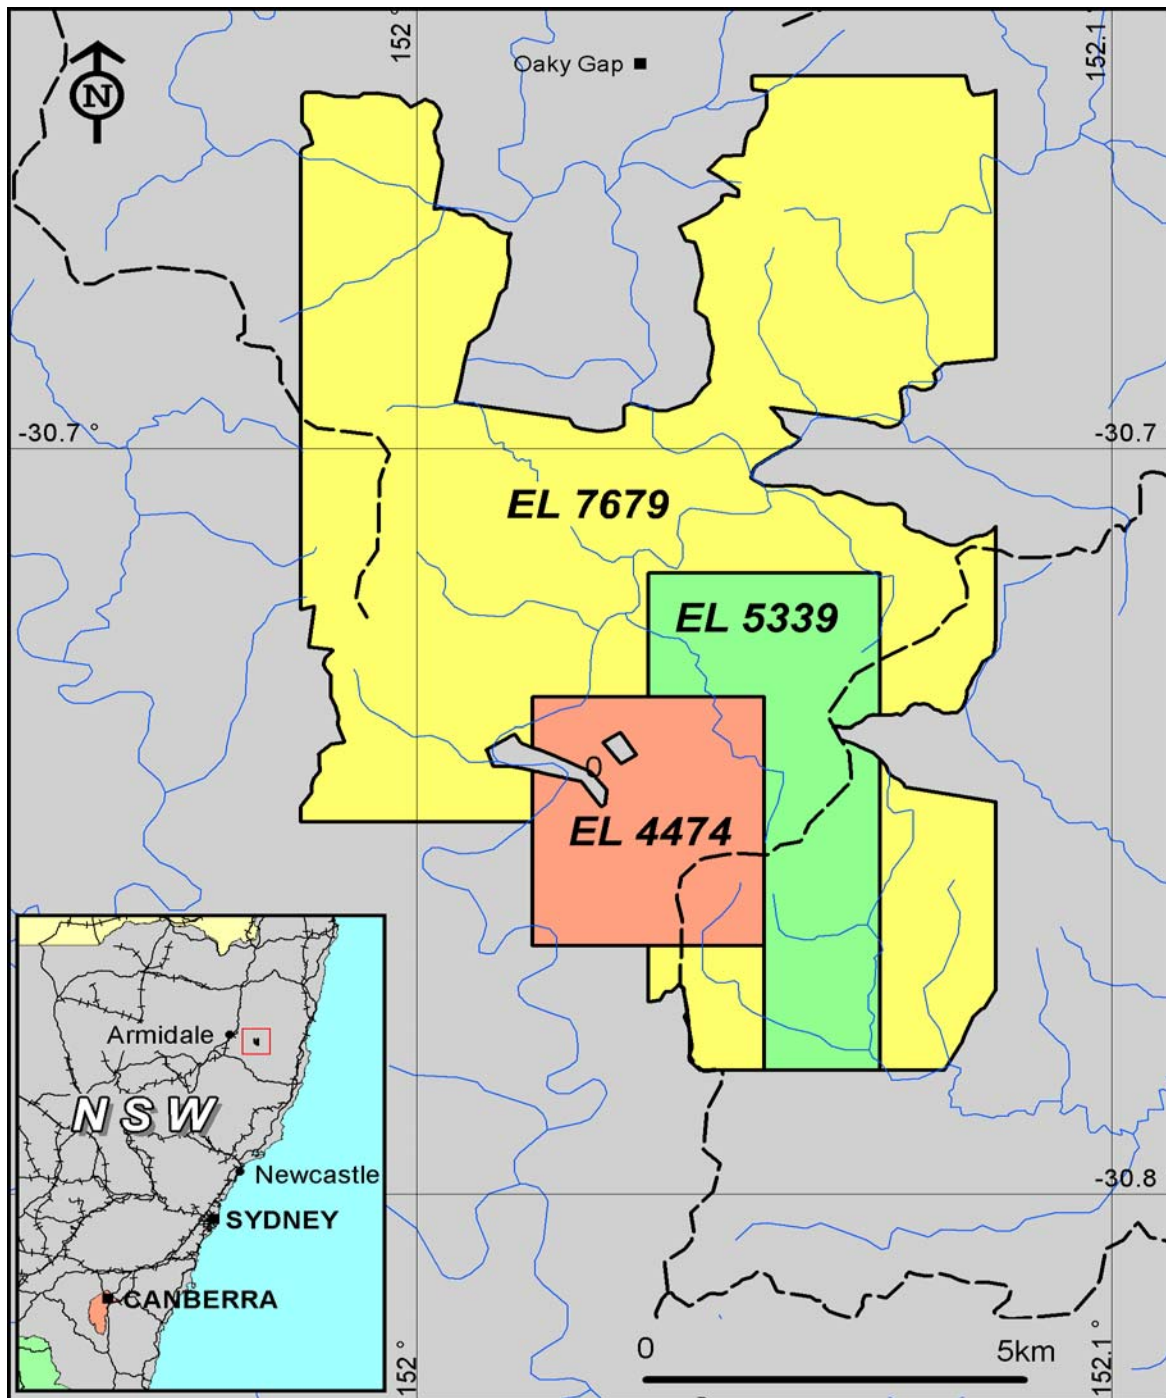 152 °
152.1 °
Oaky Gap
N
-30.7 °
-30.7
EL 7679
EL 5339
0
EL 4474
Armidale
NSW
Newcastle
-30.8
SYDNEY
CANBERRA
0 5km
152 °
152.1 °